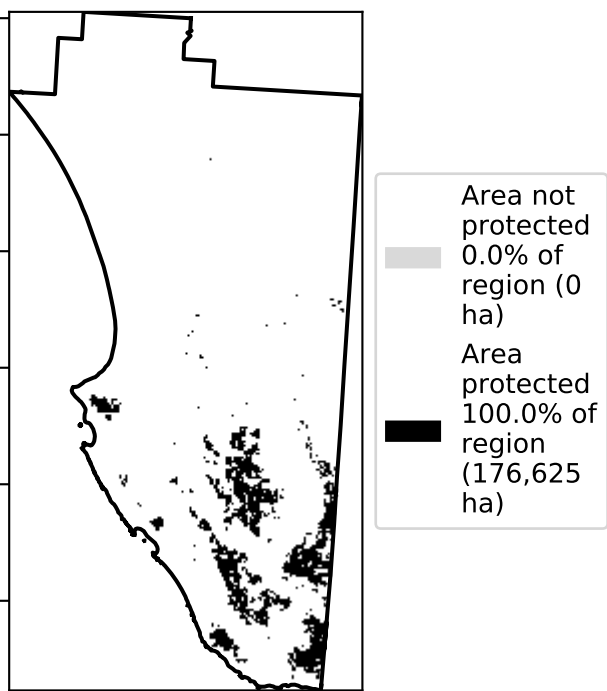 Area not
protected
0.0% of
region (0
ha)
Area
protected
100.0% of
region
(176,625
ha)